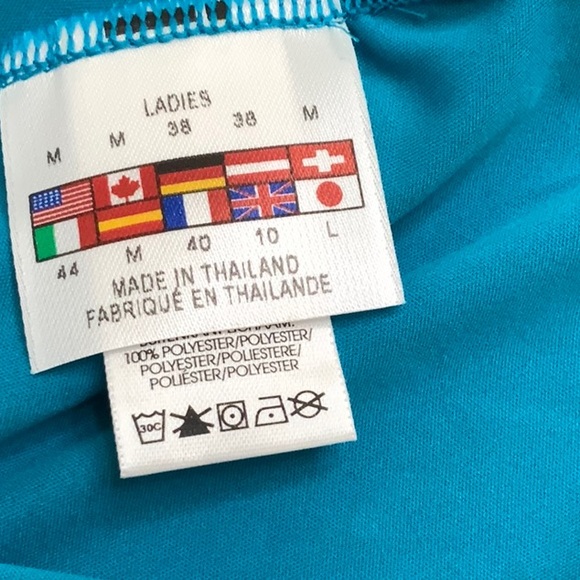 LADIES
M M 38 38 M
44 M 40 10 L
MADE IN THAILAND
FABRIQUÉ EN THAILANDE
100% POLYESTER/POLYESTER/
POLYESTER/POLIESTERE/
POLIÉSTER/POLYESTER
30C